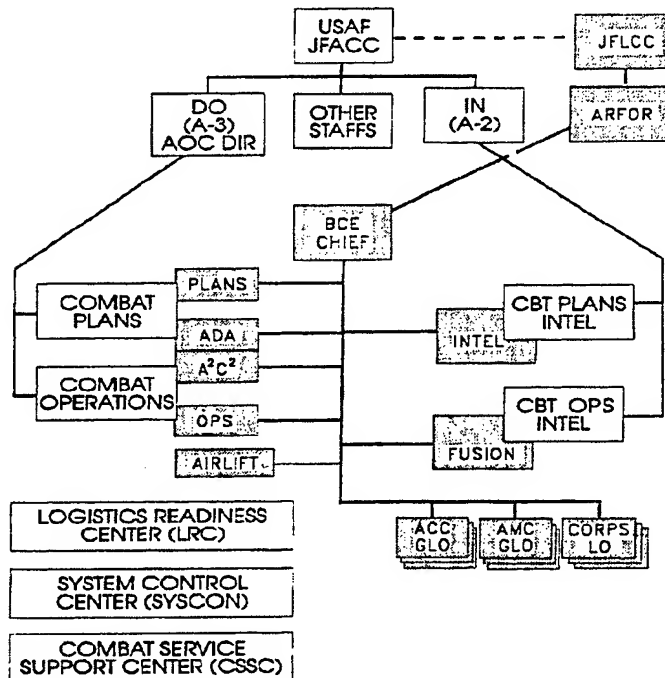 USAF
JFACC
JFLCC
DO
(A-3)
AOC DIR
OTHER
STAFFS
IN
(A-2)
ARFOR
BCE
CHIEF
PLANS
COMBAT
PLANS
CBT PLANS
INTEL
ADA
INTEL
A²C²
COMBAT
OPERATIONS
CBT OPS
INTEL
OPS
FUSION
AIRLIFT
LOGISTICS READINESS
CENTER (LRC)
ACC
GLO
AMC
GLO
CORPS
LO
SYSTEM CONTROL
CENTER (SYSCON)
COMBAT SERVICE
SUPPORT CENTER (CSSC)